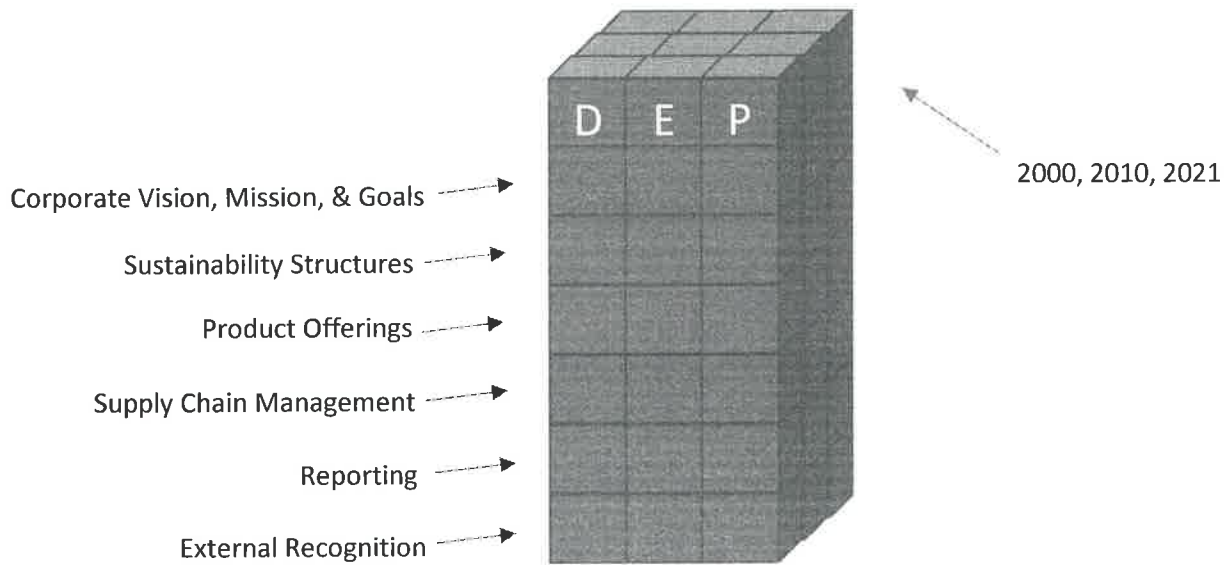 D E P
2000, 2010, 2021
Corporate Vision, Mission, & Goals
Sustainability Structures
Product Offerings
Supply Chain Management
Reporting
External Recognition